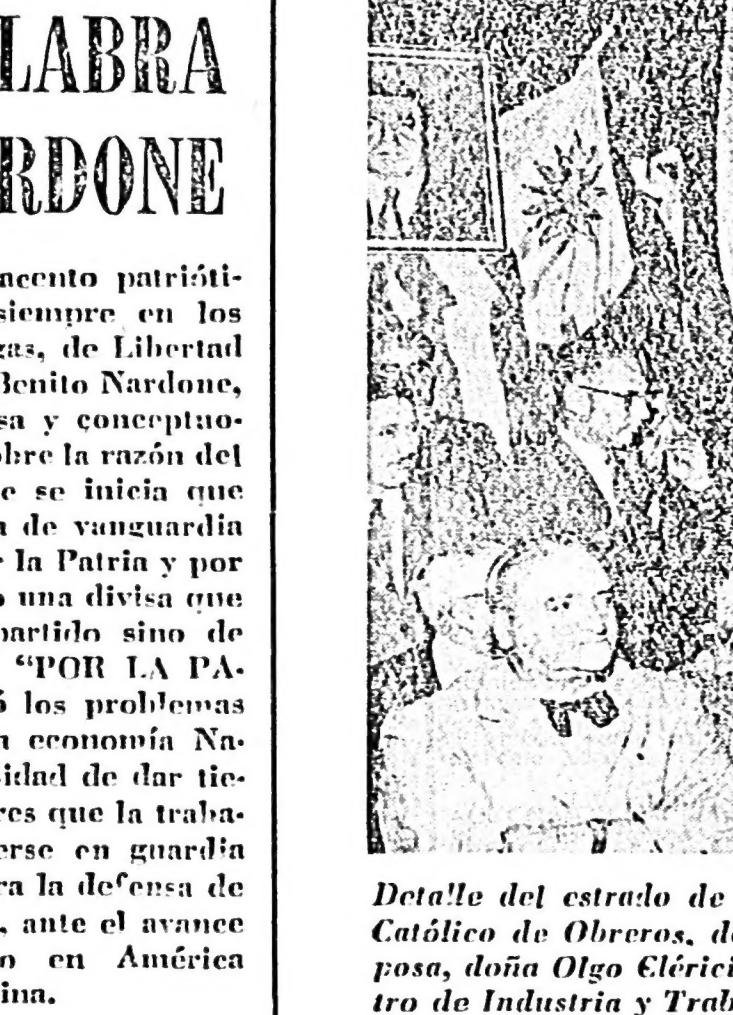 LABRA
RDONE
acento patrióti-
siempre en los
gas, de Libertad
Benito Nardone,
sa y conceptuo-
bre la razón del
e se inicia que
a de vanguardia
r la Patria y por
o una divisa que
partido sino de
“POR LA PA-
ó los problemas
a economía Na-
sidad de dar tie-
res que la traba-
erse en guardia
ra la defensa de
, ante el avance
o en América
ina.
Detalle del estrado de
Católico de Obreros, d
posa, doña Olgo Clérici
tro de Industria y Trab